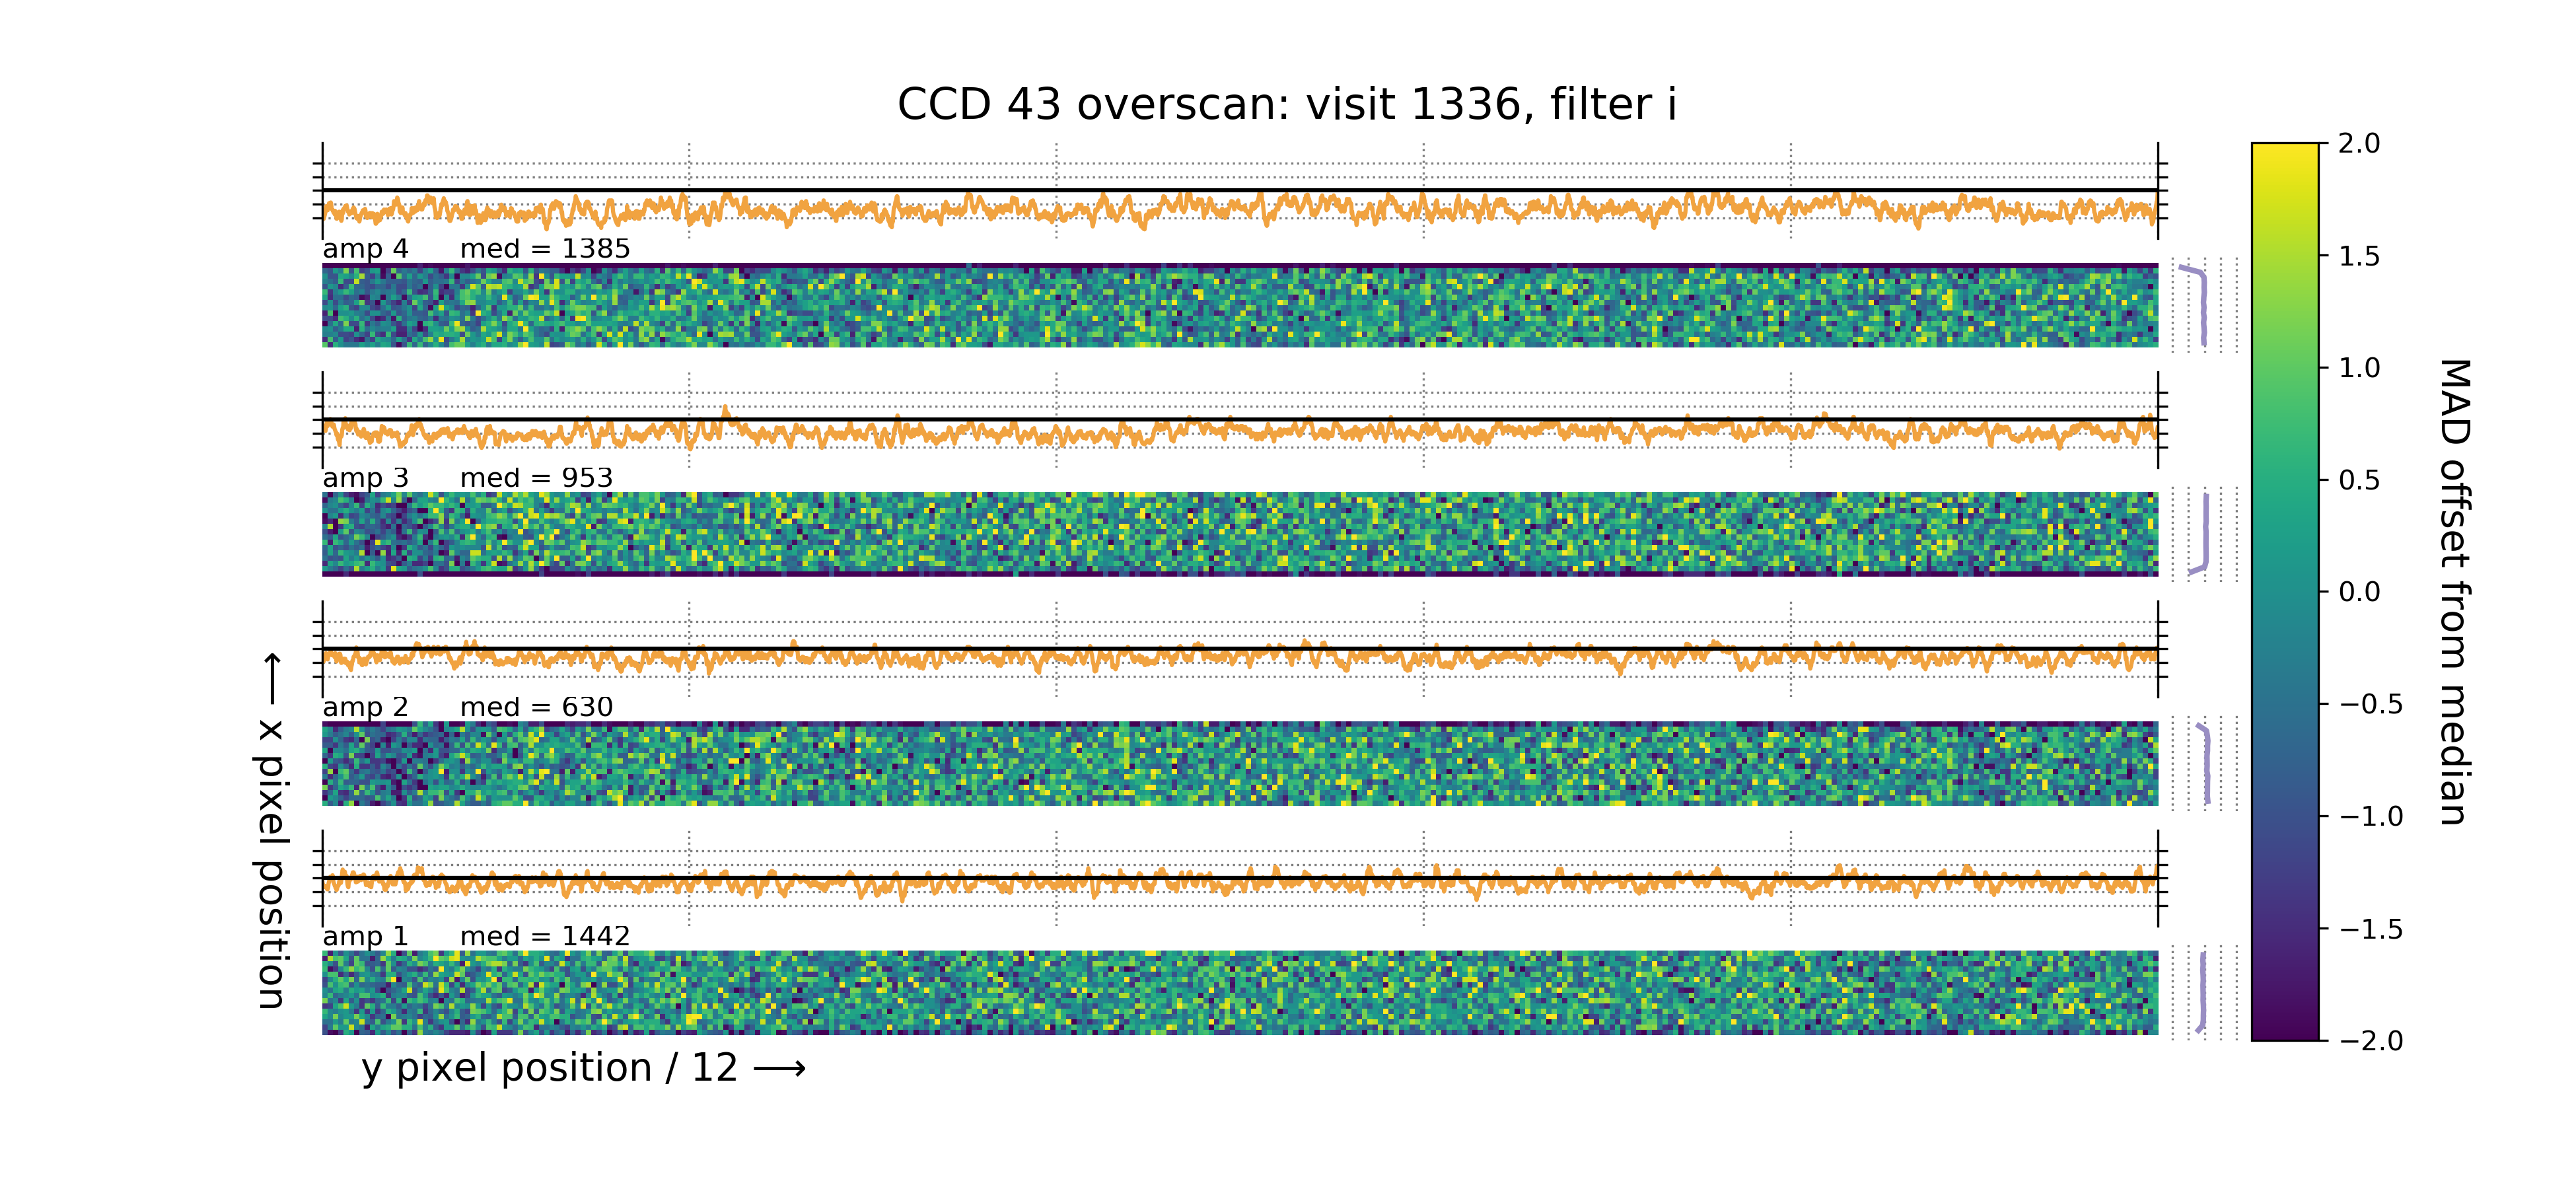 CCD 43 overscan: visit 1336, filter i
amp 4 med = 1385
amp 3 med = 953
amp 2 med = 630
amp 1 med = 1442
⟵ x pixel position
y pixel position / 12 ⟶
2.0
1.5
1.0
0.5
0.0
−0.5
−1.0
−1.5
−2.0
MAD offset from median